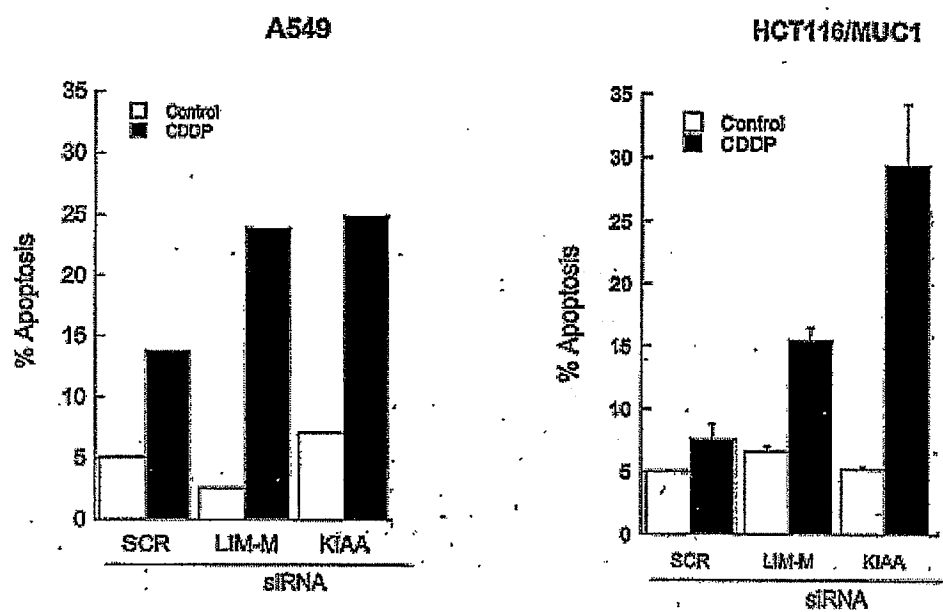 A549
35
30
25
20
15
10
5
0
% Apoptosis
Control
CDDP
SCR LIM-M KIAA
siRNA
HCT116/MUC1
35
30
25
20
15
10
5
0
% Apoptosis
Control
CDDP
SCR LIM-M KIAA
siRNA